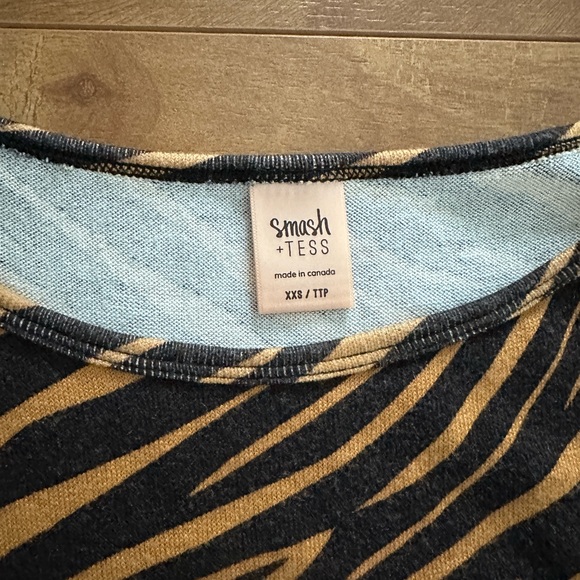 smash
+TESS
made in canada
XXS / TTP